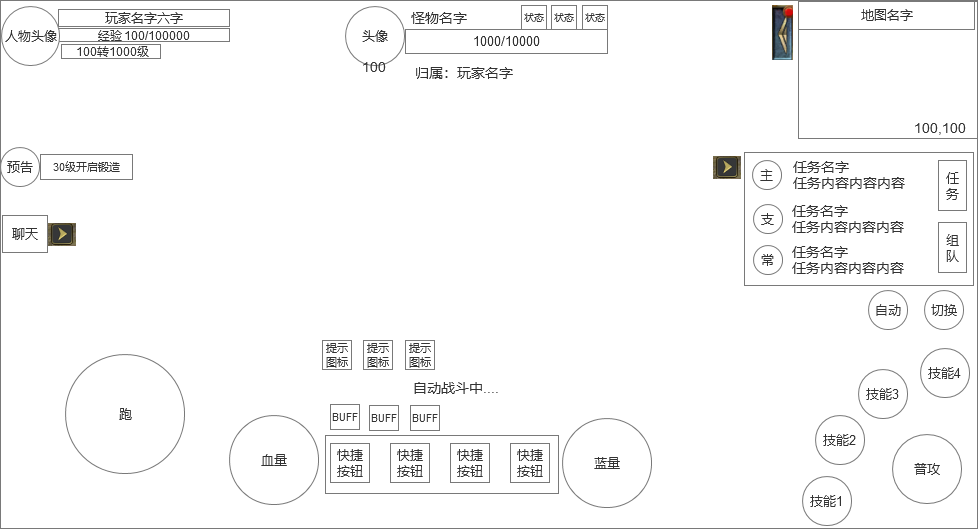 人物头像
玩家名字六字
经验 100/100000
100转1000级
头像
100
怪物名字
状态
状态
状态
1000/10000
归属：玩家名字
地图名字
100,100
预告
30级开启锻造
聊天
主
任务名字
任务内容内容内容
支
任务名字
任务内容内容内容
常
任务名字
任务内容内容内容
任
务
组
队
自动
切换
提示
图标
提示
图标
提示
图标
自动战斗中....
BUFF
BUFF
BUFF
跑
血量
快捷
按钮
快捷
按钮
快捷
按钮
快捷
按钮
蓝量
技能4
技能3
技能2
技能1
普攻